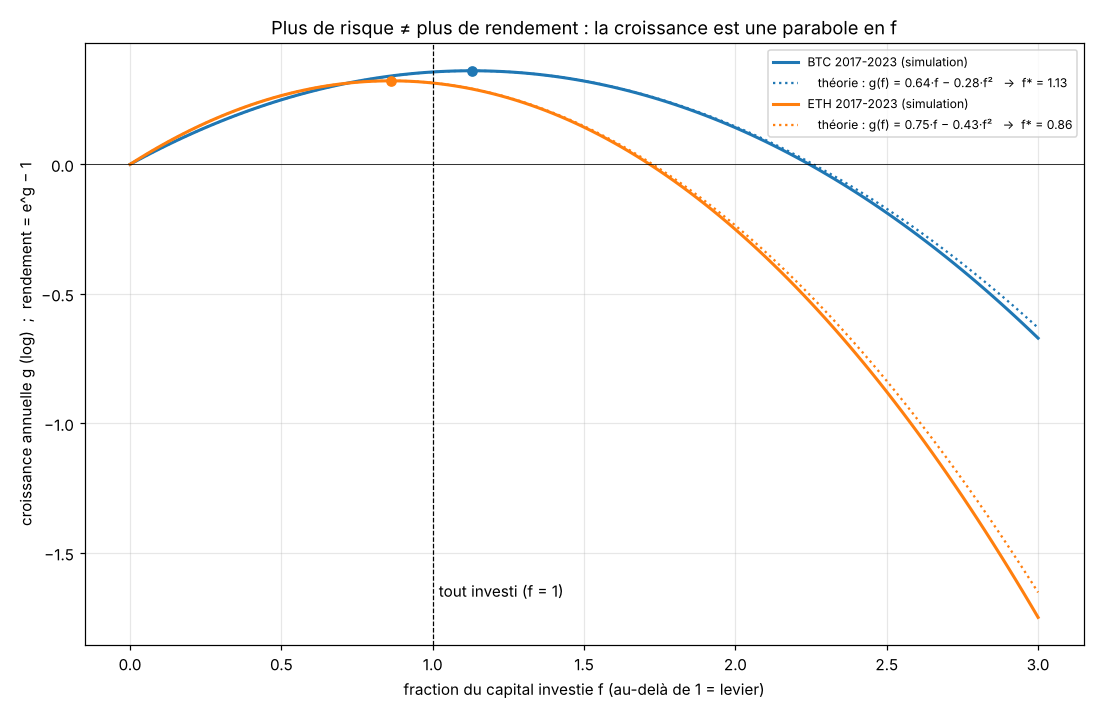 Plus de risque ≠ plus de rendement : la croissance est une parabole en f
BTC 2017-2023 (simulation)
théorie : g(f) = 0.64·f − 0.28·f² → f* = 1.13
ETH 2017-2023 (simulation)
théorie : g(f) = 0.75·f − 0.43·f² → f* = 0.86
croissance annuelle g (log) ; rendement = e^g − 1
0.0
−0.5
−1.0
−1.5
tout investi (f = 1)
0.0 0.5 1.0 1.5 2.0 2.5 3.0
fraction du capital investie f (au-delà de 1 = levier)